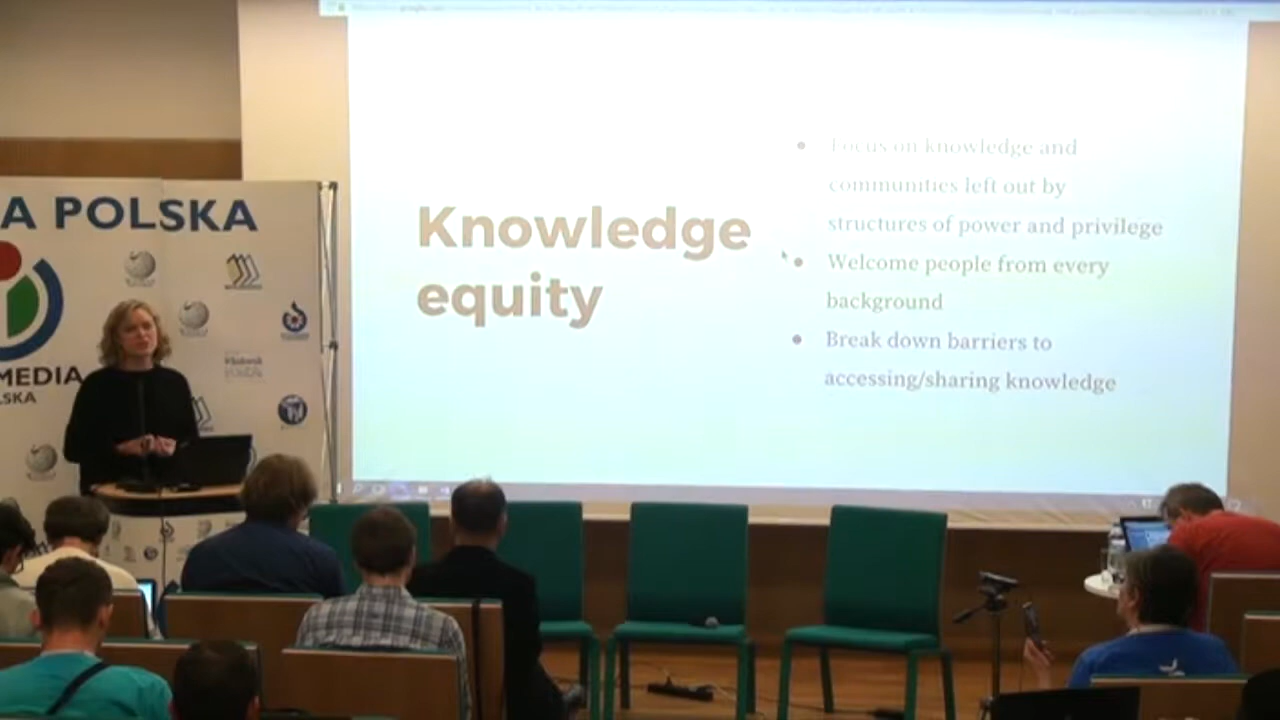 A POLSKA
MEDIA
LSKA
Knowledge
equity
Focus on knowledge and
communities left out by
structures of power and privilege
Welcome people from every
background
Break down barriers to
accessing/sharing knowledge